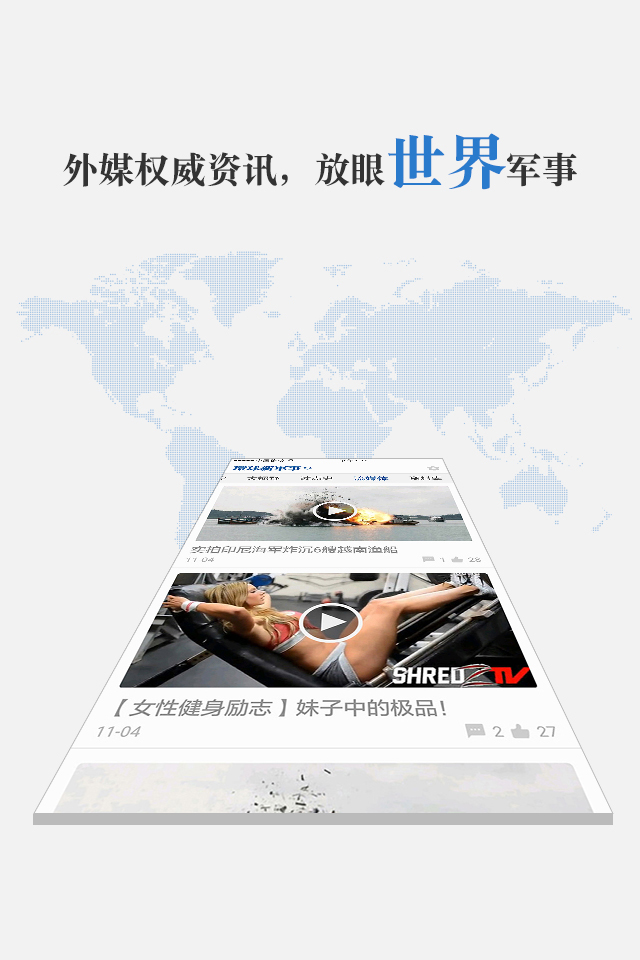 外媒权威资讯，放眼世界军事
实拍印尼海军炸沉6艘越南渔船
11-04 1 28
SHRED TV
【女性健身励志】妹子中的极品！
11-04 2 27